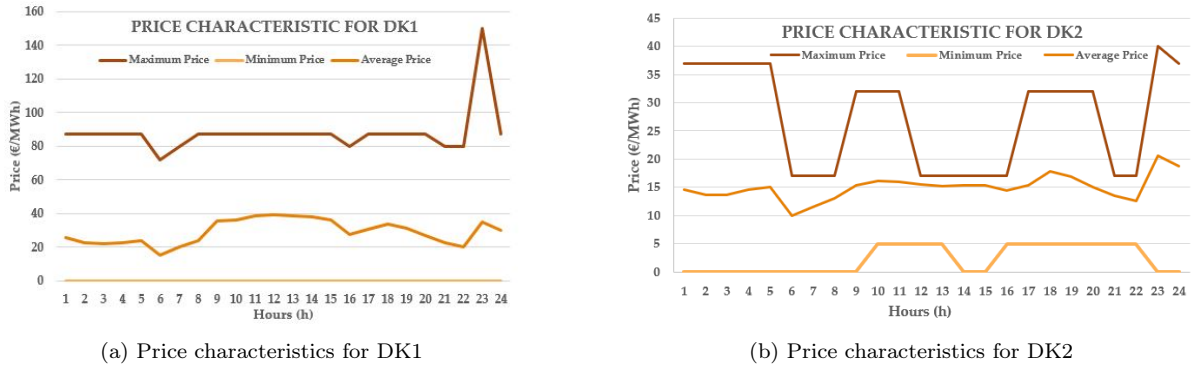 PRICE CHARACTERISTIC FOR DK1
Maximum Price Minimum Price Average Price
Price (€/MWh)
160
140
120
100
80
60
40
20
0
1 2 3 4 5 6 7 8 9 10 11 12 13 14 15 16 17 18 19 20 21 22 23 24
Hours (h)
(a) Price characteristics for DK1
PRICE CHARACTERISTIC FOR DK2
Maximum Price Minimum Price Average Price
Price (€/MWh)
45
40
35
30
25
20
15
10
5
0
1 2 3 4 5 6 7 8 9 10 11 12 13 14 15 16 17 18 19 20 21 22 23 24
Hours (h)
(b) Price characteristics for DK2